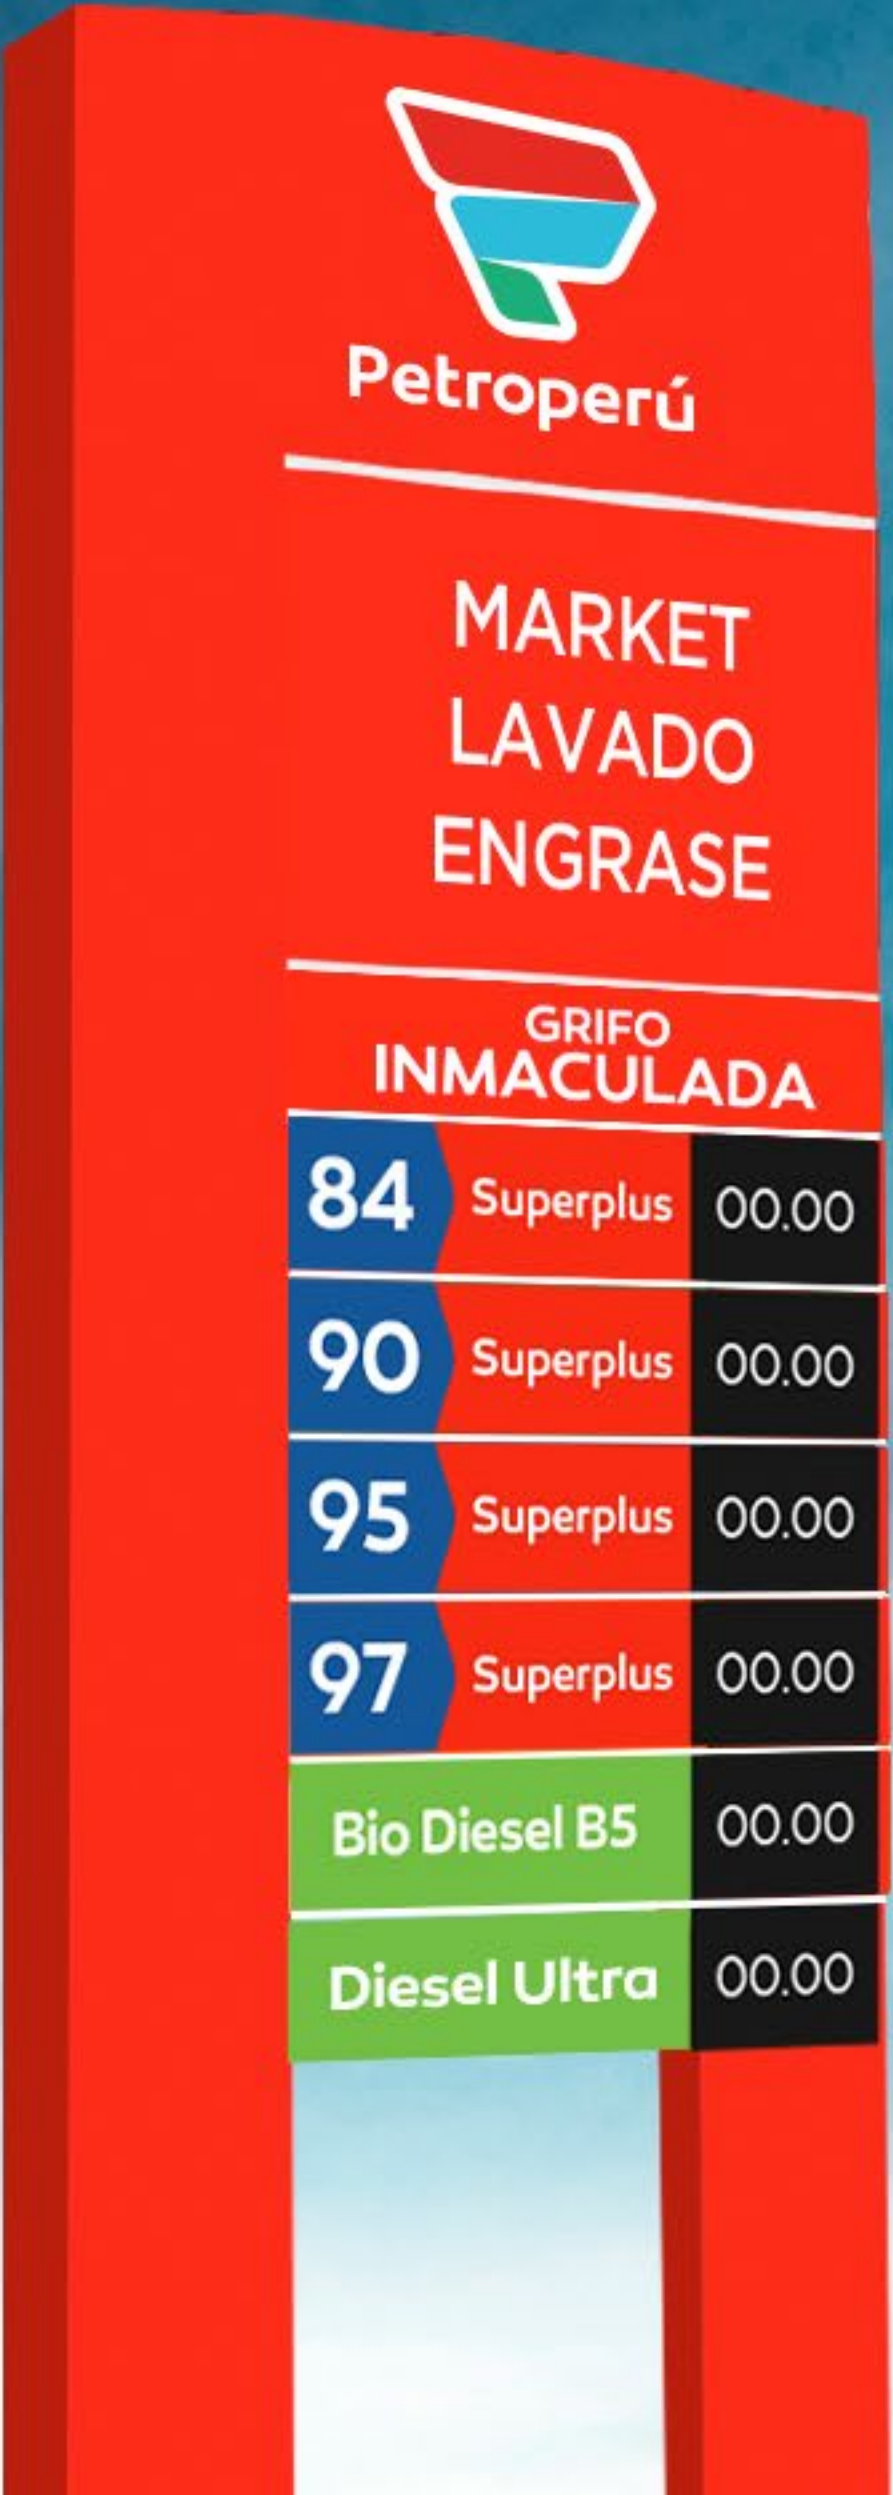 Petroperú
MARKET
LAVADO
ENGRASE
GRIFO
INMACULADA
84 Superplus 00.00
90 Superplus 00.00
95 Superplus 00.00
97 Superplus 00.00
Bio Diesel B5 00.00
Diesel Ultra 00.00